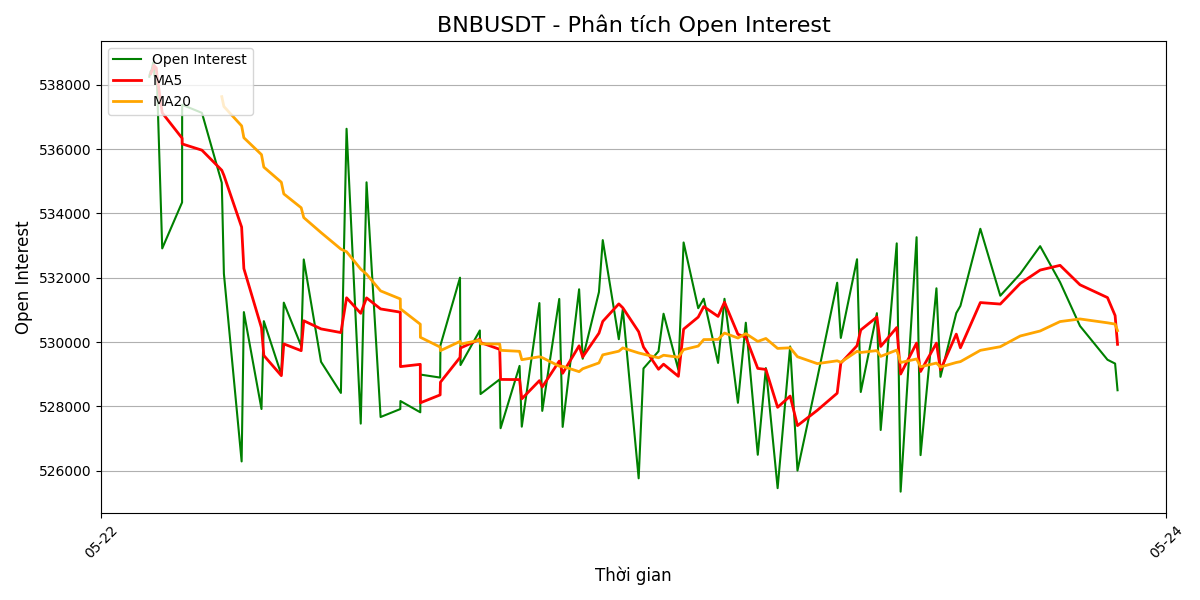 BNBUSDT - Phân tích Open Interest
Open Interest
MA5
MA20
538000
536000
534000
532000
530000
528000
526000
Open Interest
05-22
05-24
Thời gian